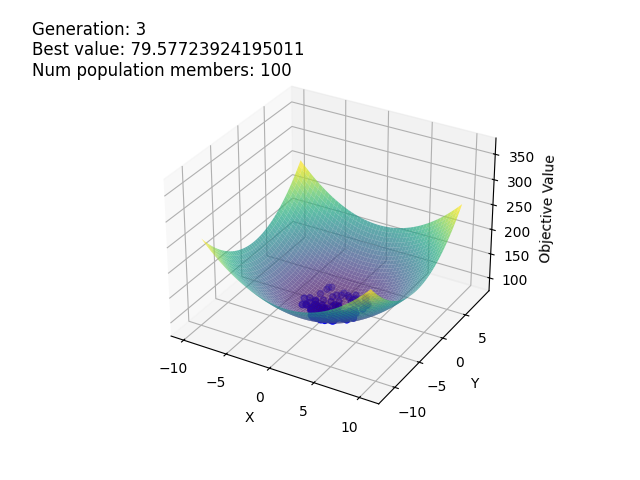 Generation: 3
Best value: 79.57723924195011
Num population members: 100
350
300
250
200
150
100
Objective Value
5
0
−5
−10
Y
−10
−5
0
5
10
X